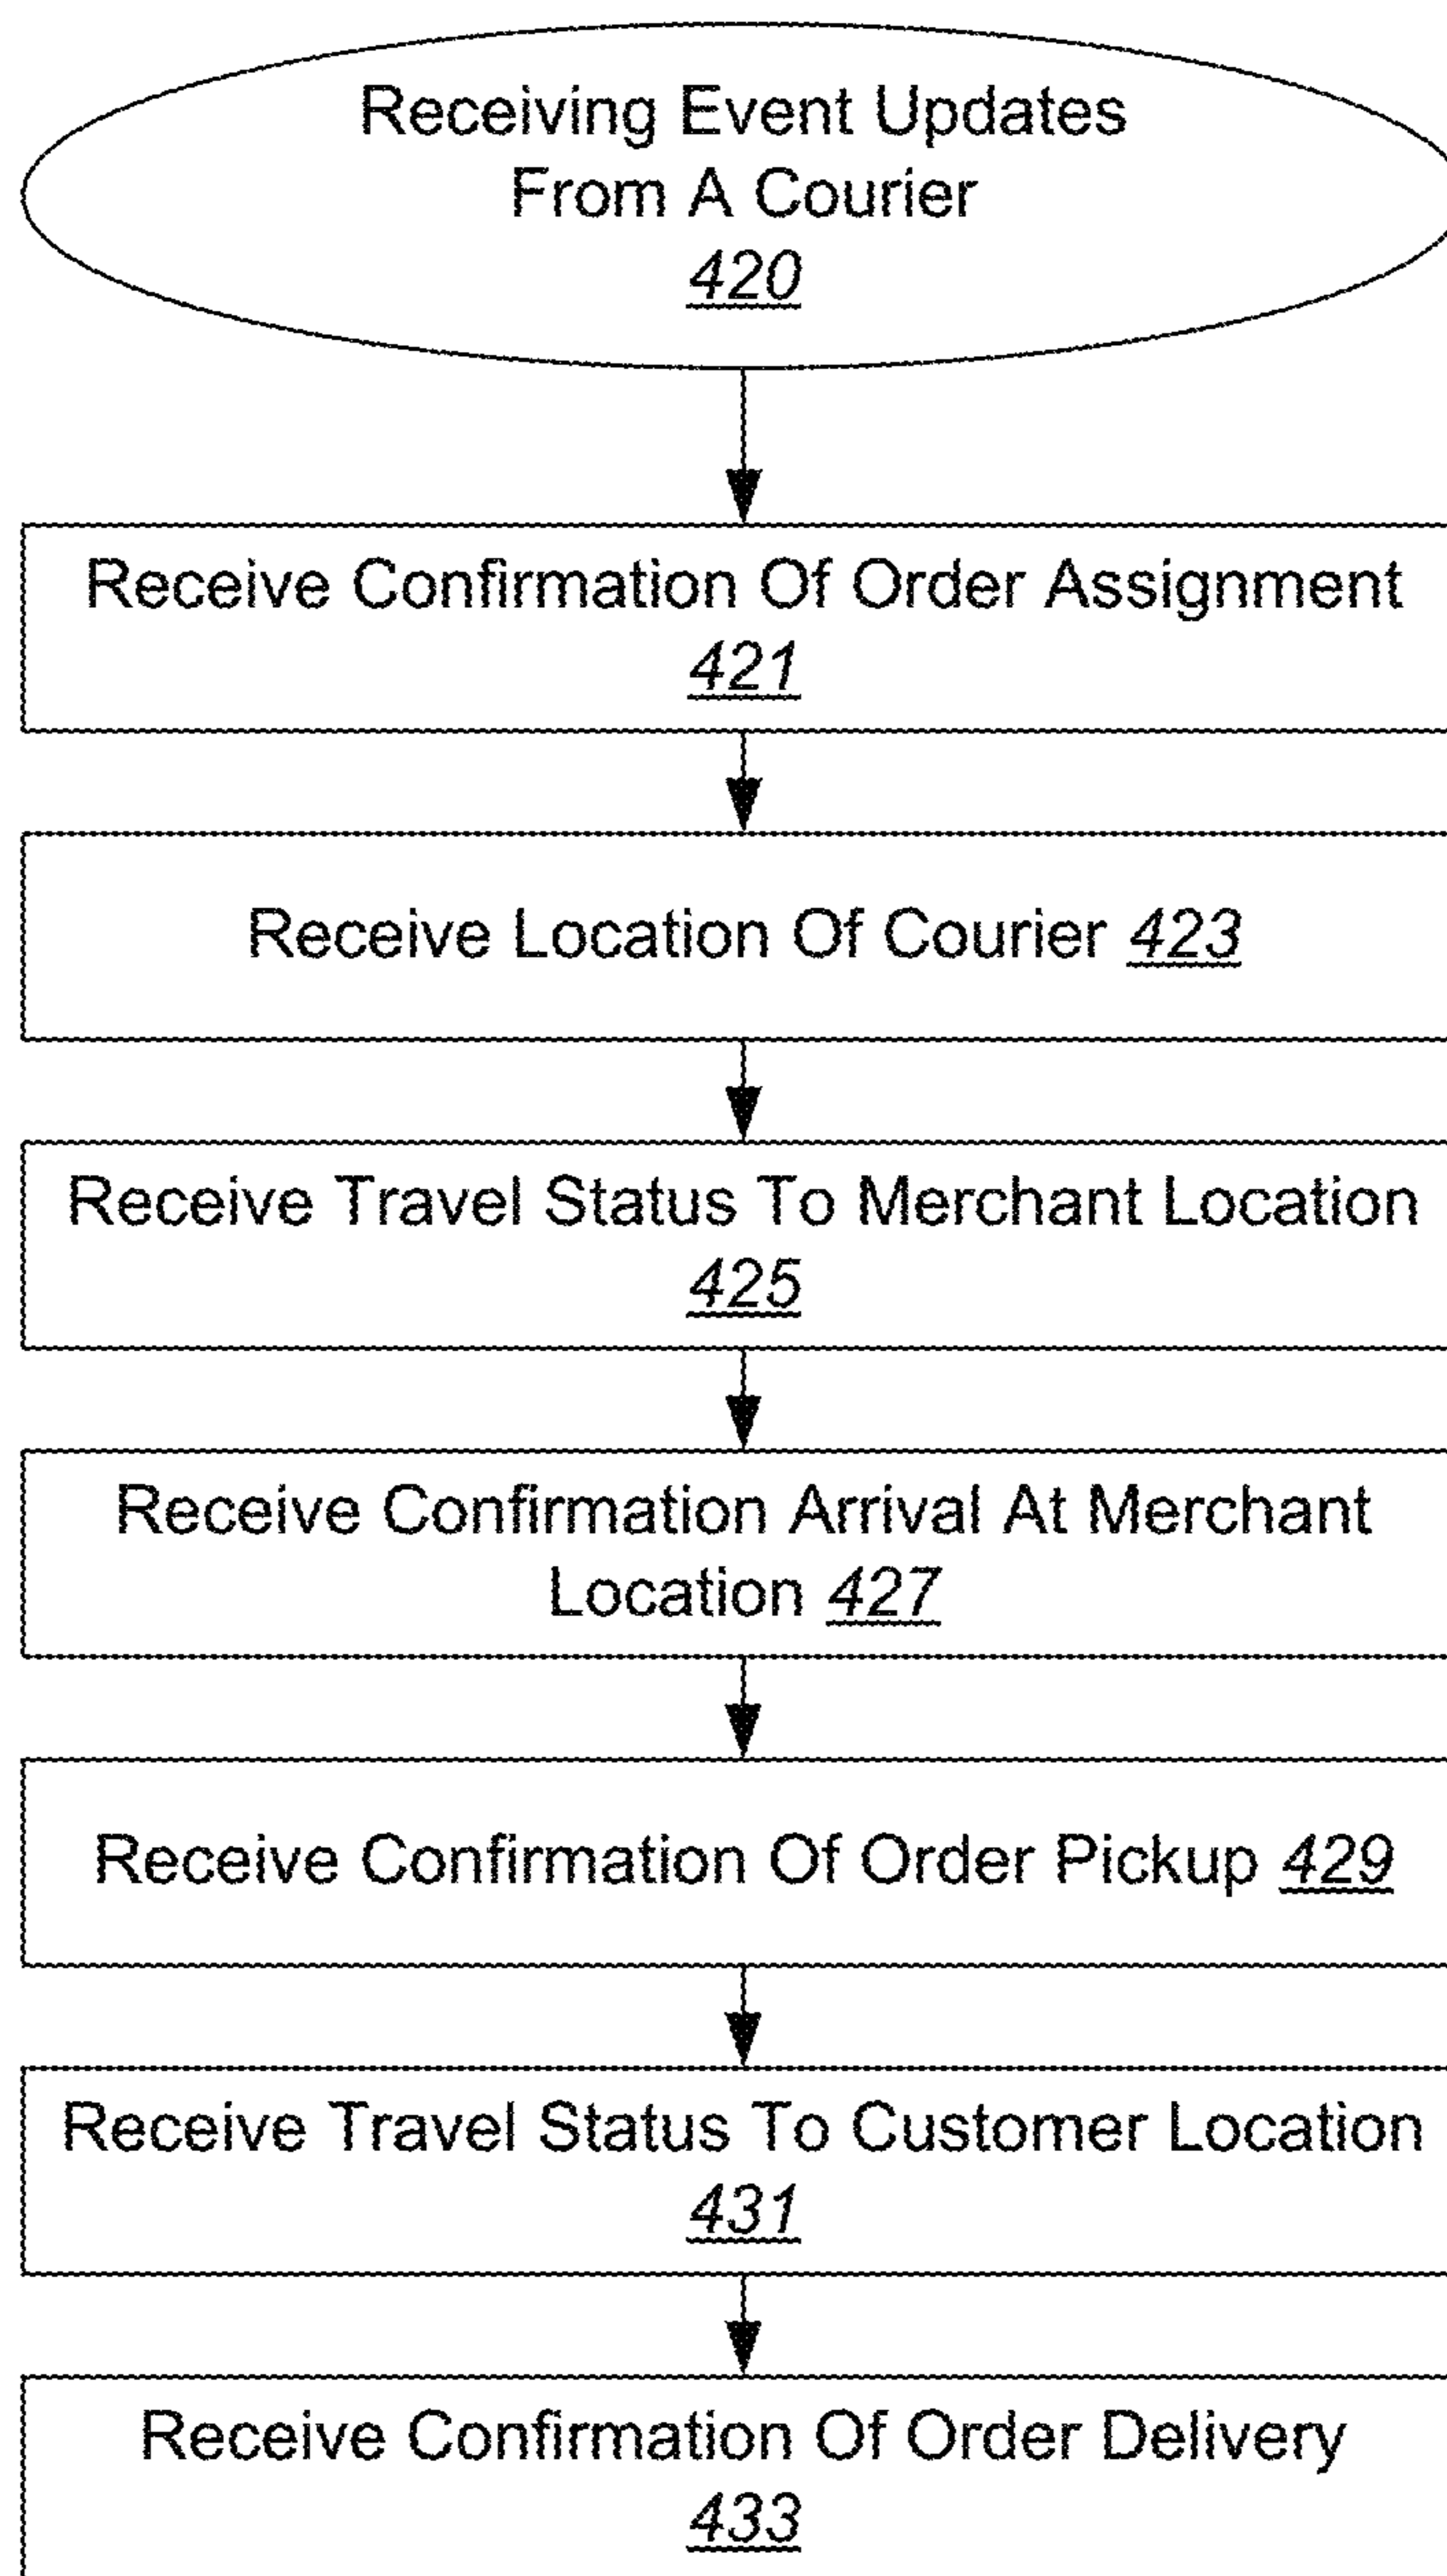 Receiving Event Updates
From A Courier
420
Receive Confirmation Of Order Assignment
421
Receive Location Of Courier 423
Receive Travel Status To Merchant Location
425
Receive Confirmation Arrival At Merchant
Location 427
Receive Confirmation Of Order Pickup 429
Receive Travel Status To Customer Location
431
Receive Confirmation Of Order Delivery
433